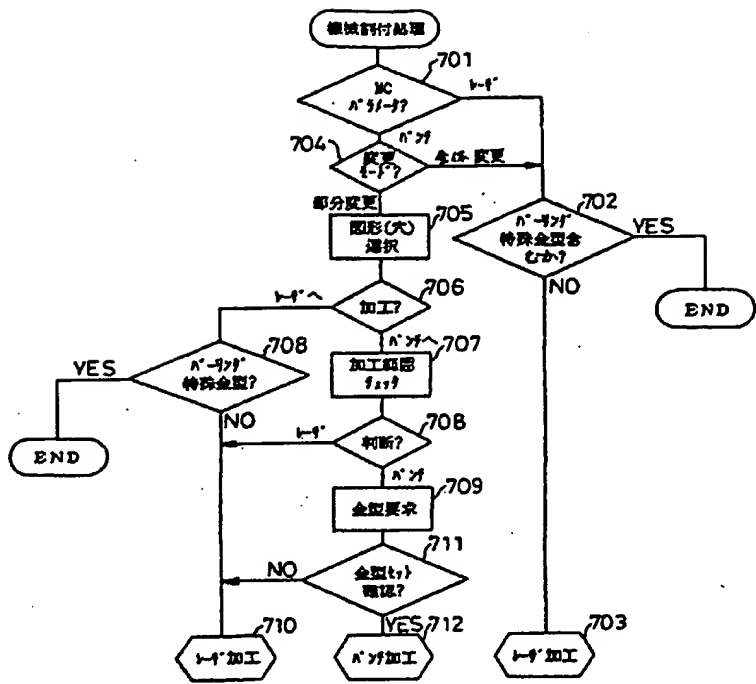 機械割付処理
701
NC
パラメータ?
レーザ
パンチ
704
変更
モード?
全体変更
部分変更
705
図形(穴)
選択
702
バーリング
特殊金型含
むか?
YES
NO
END
706
加工?
レーザへ
パンチへ
707
加工範囲
チェック
708
バーリング
特殊金型?
YES
NO
END
708
判断?
レーザ
パンチ
709
金型要求
711
金型セット
確認?
NO
YES
710
レーザ加工
712
パンチ加工
703
レーザ加工